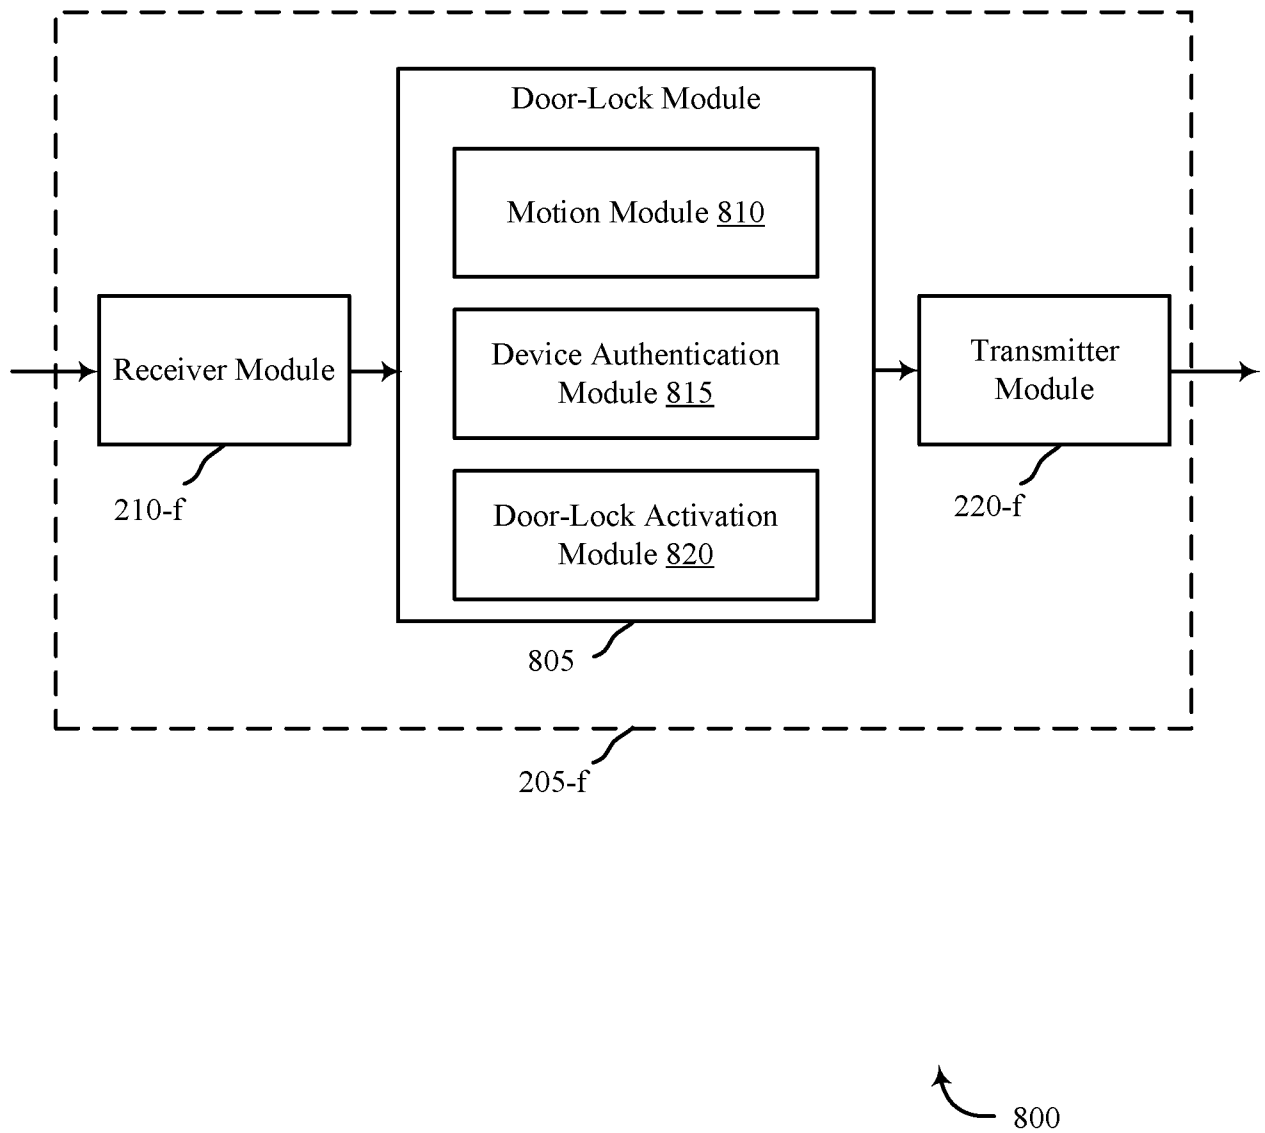 Door-Lock Module
Motion Module 810
Receiver Module
Device Authentication
Module 815
Transmitter
Module
210-f
Door-Lock Activation
Module 820
220-f
805
205-f
800